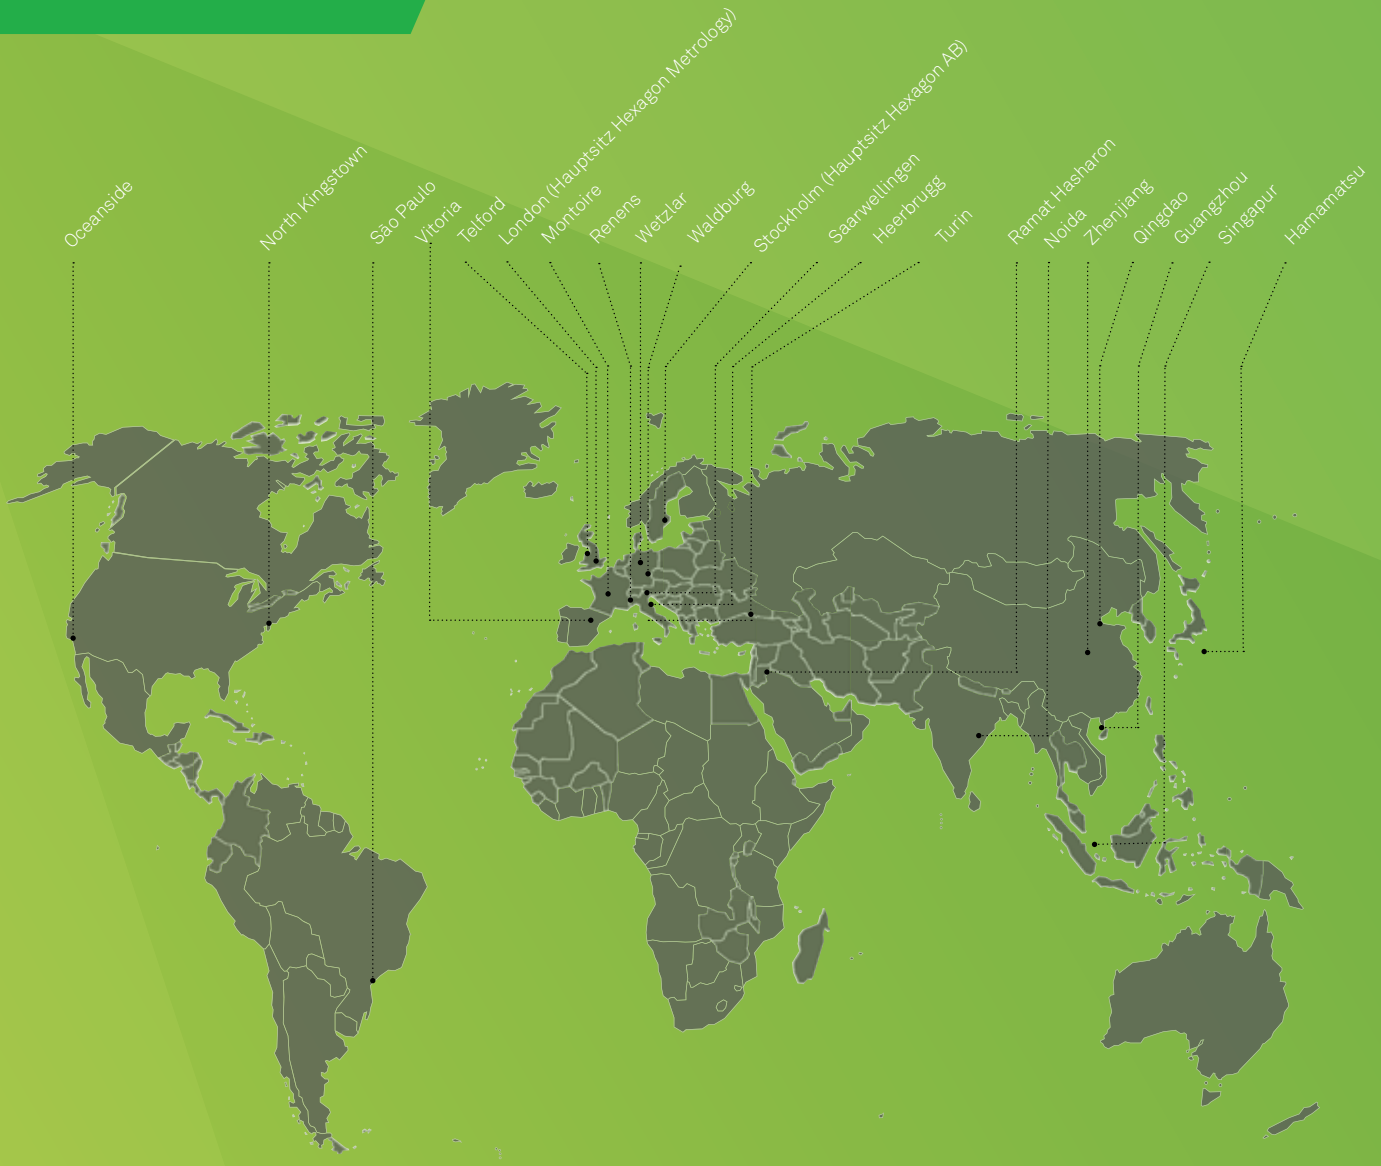 Oceanside
North Kingstown
São Paulo
Vitoria
Telford
London (Hauptsitz Hexagon Metrology)
Montoire
Renens
Wetzlar
Waldburg
Stockholm (Hauptsitz Hexagon AB)
Saarwellingen
Heerbrugg
Turin
Ramat Hasharon
Noida
Zhenjiang
Qingdao
Guangzhou
Singapur
Hamamatsu